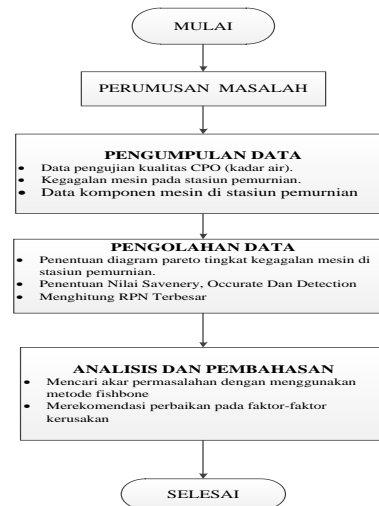 MULAI
PERUMUSAN MASALAH
PENGUMPULAN DATA
• Data pengujian kualitas CPO (kadar air).
• Kegagalan mesin pada stasiun pemurnian.
• Data komponen mesin di stasiun pemurnian
PENGOLAHAN DATA
• Penentuan diagram pareto tingkat kegagalan mesin di
stasiun pemurnian.
• Penentuan Nilai Savenery, Occurate Dan Detection
• Menghitung RPN Terbesar
ANALISIS DAN PEMBAHASAN
• Mencari akar permasalahan dengan menggunakan
metode fishbone
• Merekomendasi perbaikan pada faktor-faktor
kerusakan
SELESAI